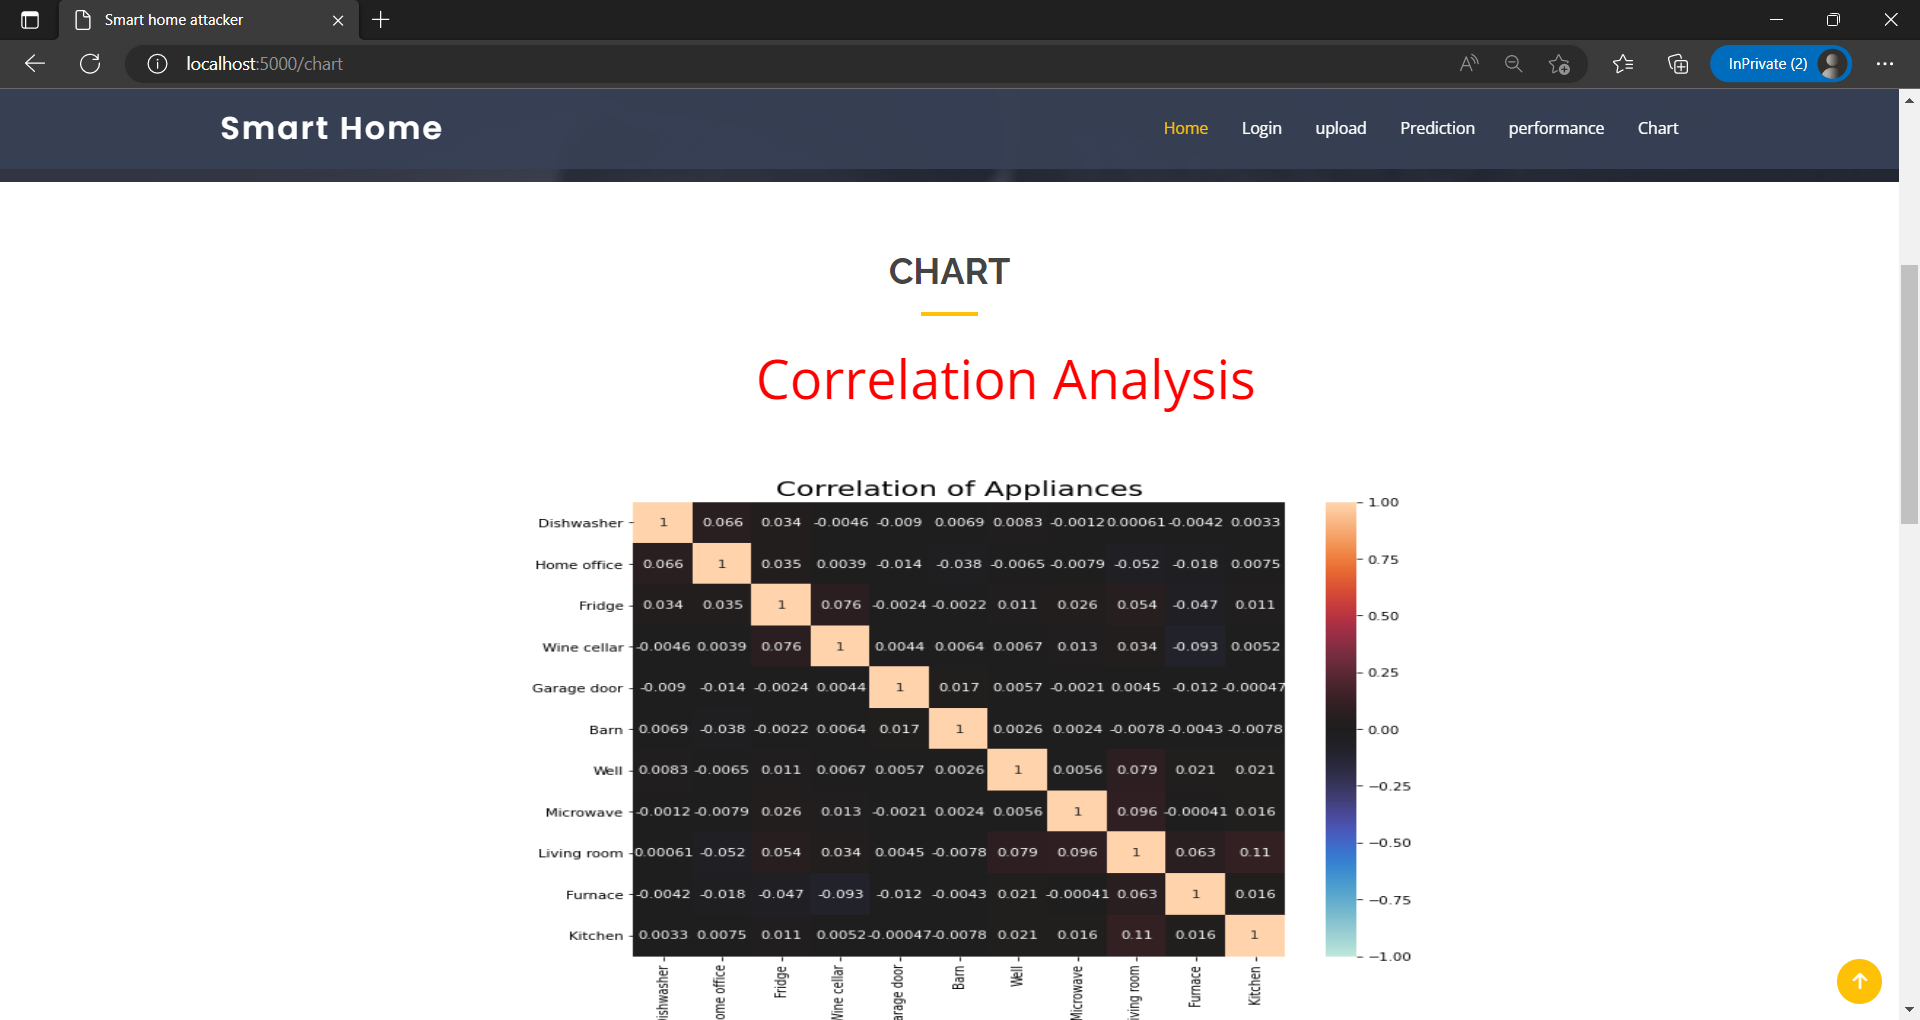 Smart home attacker
localhost:5000/chart
InPrivate (2)
Smart Home
Home Login upload Prediction performance Chart
CHART
Correlation Analysis
Correlation of Appliances
Dishwasher 1 0.066 0.034 -0.0046 -0.009 0.0069 0.0083 -0.0012 0.00061 -0.0042 0.0033
Home office 0.066 1 0.035 0.0039 -0.014 -0.038 -0.0065 -0.0079 -0.052 -0.018 0.0075
Fridge 0.034 0.035 1 0.076 -0.0024 -0.0022 0.011 0.026 0.054 -0.047 0.011
Wine cellar -0.0046 0.0039 0.076 1 0.0044 0.0064 0.0067 0.013 0.034 -0.093 0.0052
Garage door -0.009 -0.014 -0.0024 0.0044 1 0.017 0.0057 -0.0021 0.0045 -0.012 -0.00047
Barn 0.0069 -0.038 -0.0022 0.0064 0.017 1 0.0026 0.0024 -0.0078 -0.0043 -0.0078
Well 0.0083 -0.0065 0.011 0.0067 0.0057 0.0026 1 0.0056 0.079 0.021 0.021
Microwave -0.0012 -0.0079 0.026 0.013 -0.0021 0.0024 0.0056 1 0.096 -0.00041 0.016
Living room 0.00061 -0.052 0.054 0.034 0.0045 -0.0078 0.079 0.096 1 0.063 0.11
Furnace -0.0042 -0.018 -0.047 -0.093 -0.012 -0.0043 0.021 -0.00041 0.063 1 0.016
Kitchen 0.0033 0.0075 0.011 0.0052 -0.00047 -0.0078 0.021 0.016 0.11 0.016 1
ishwasher ome office Fridge Wine cellar arage door Barn Well Microwave iving room Furnace Kitchen
1.00
0.75
0.50
0.25
0.00
−0.25
−0.50
−0.75
−1.00